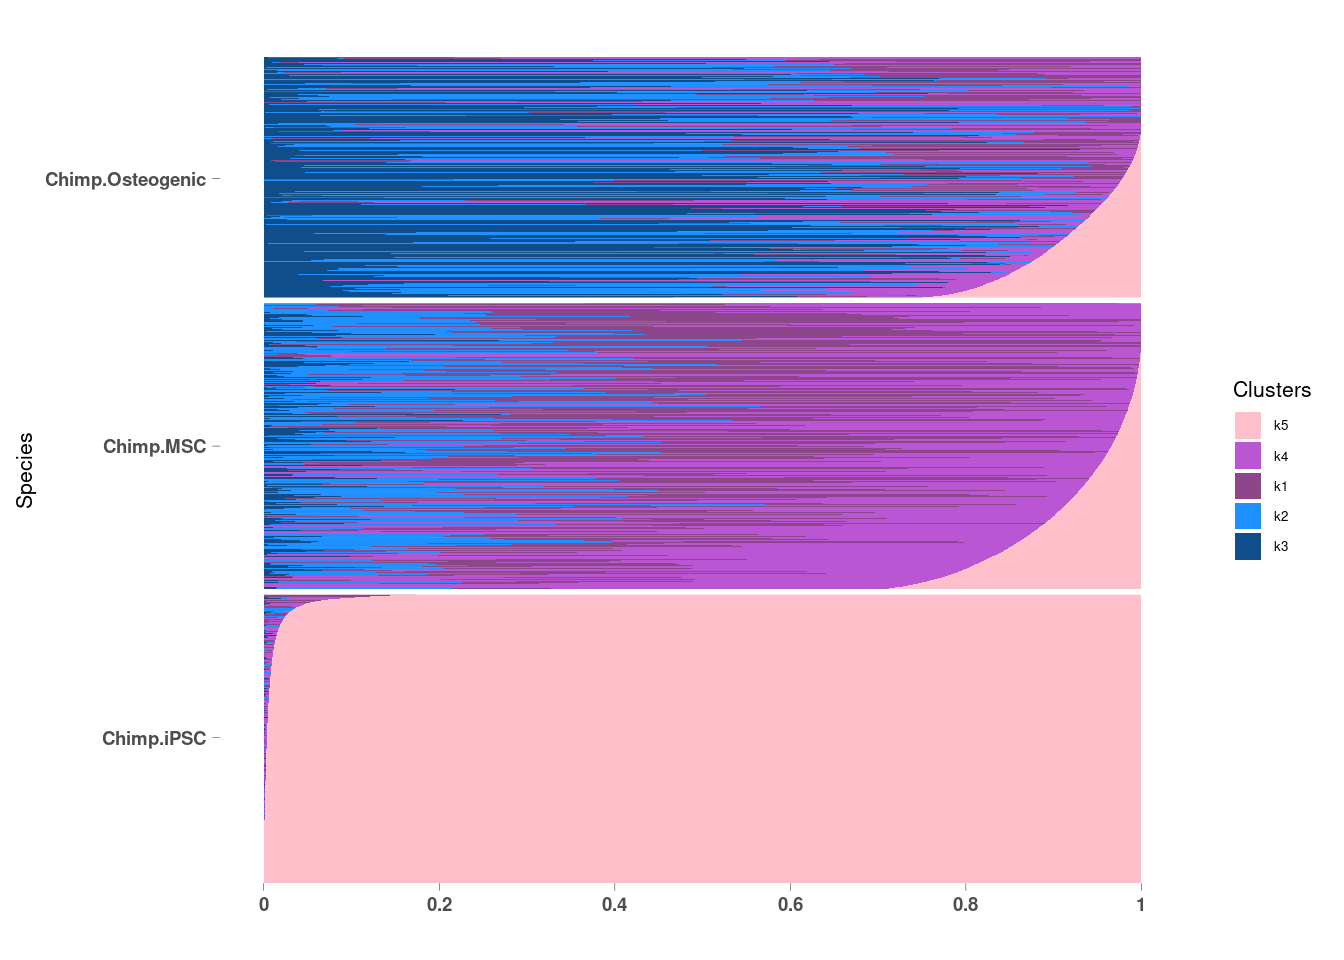 Species
Chimp.Osteogenic
Chimp.MSC
Chimp.iPSC
0 0.2 0.4 0.6 0.8 1
Clusters
k5
k4
k1
k2
k3